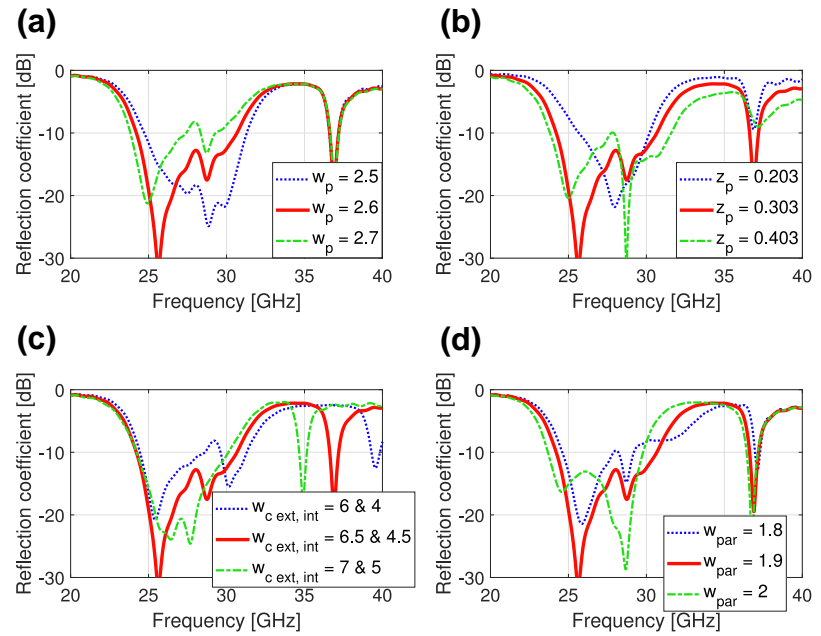 (a)
Reflection coefficient [dB]
0
-10
-20
-30
20 25 30 35 40
Frequency [GHz]
w_p = 2.5
w_p = 2.6
w_p = 2.7
(b)
Reflection coefficient [dB]
0
-10
-20
-30
20 25 30 35 40
Frequency [GHz]
z_p = 0.203
z_p = 0.303
z_p = 0.403
(c)
Reflection coefficient [dB]
0
-10
-20
-30
20 25 30 35 40
Frequency [GHz]
w_c ext, int = 6 & 4
w_c ext, int = 6.5 & 4.5
w_c ext, int = 7 & 5
(d)
Reflection coefficient [dB]
0
-10
-20
-30
20 25 30 35 40
Frequency [GHz]
w_par = 1.8
w_par = 1.9
w_par = 2